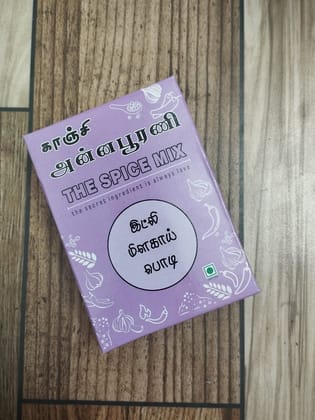 காஞ்சி
அன்னபூரணி
THE SPICE MIX
the secret ingredient is always love
இட்லி
மிளகாய்
பொடி